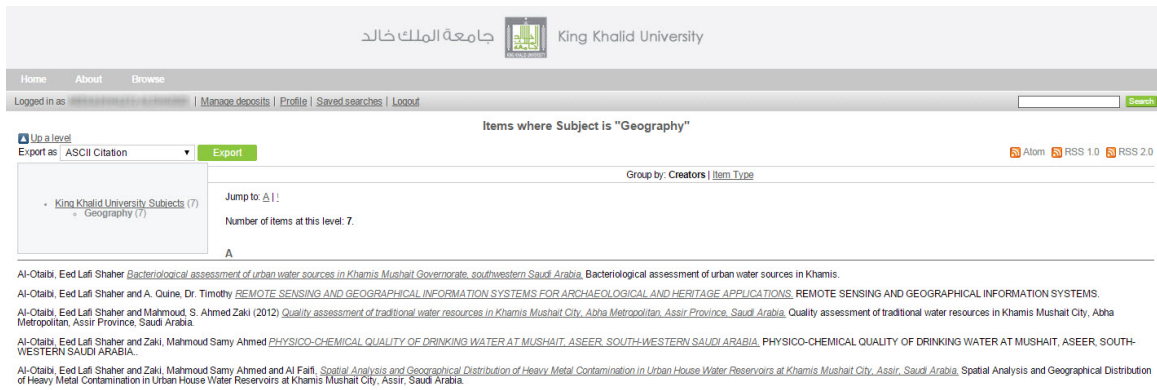 جامعة الملك خالد King Khalid University
Home About Browse
Logged in as | Manage deposits | Profile | Saved searches | Logout Search
Items where Subject is "Geography"
Up a level
Export as ASCII Citation Export Atom RSS 1.0 RSS 2.0
Group by: Creators | Item Type
King Khalid University Subjects (7)
Geography (7)
Jump to: A | I
Number of items at this level: 7.
A
Al-Otaibi, Eed Lafi Shaher Bacteriological assessment of urban water sources in Khamis Mushait Governorate, southwestern Saudi Arabia. Bacteriological assessment of urban water sources in Khamis.
Al-Otaibi, Eed Lafi Shaher and A. Quine, Dr. Timothy REMOTE SENSING AND GEOGRAPHICAL INFORMATION SYSTEMS FOR ARCHAEOLOGICAL AND HERITAGE APPLICATIONS. REMOTE SENSING AND GEOGRAPHICAL INFORMATION SYSTEMS.
Al-Otaibi, Eed Lafi Shaher and Mahmoud, S. Ahmed Zaki (2012) Quality assessment of traditional water resources in Khamis Mushait City, Abha Metropolitan, Assir Province, Saudi Arabia. Quality assessment of traditional water resources in Khamis Mushait City, Abha
Metropolitan, Assir Province, Saudi Arabia.
Al-Otaibi, Eed Lafi Shaher and Zaki, Mahmoud Samy Ahmed PHYSICO-CHEMICAL QUALITY OF DRINKING WATER AT MUSHAIT, ASEER, SOUTH-WESTERN SAUDI ARABIA. PHYSICO-CHEMICAL QUALITY OF DRINKING WATER AT MUSHAIT, ASEER, SOUTH-
WESTERN SAUDI ARABIA..
Al-Otaibi, Eed Lafi Shaher and Zaki, Mahmoud Samy Ahmed and Al Faifi, Spatial Analysis and Geographical Distribution of Heavy Metal Contamination in Urban House Water Reservoirs at Khamis Mushait City, Assir, Saudi Arabia. Spatial Analysis and Geographical Distribution
of Heavy Metal Contamination in Urban House Water Reservoirs at Khamis Mushait City, Assir, Saudi Arabia.